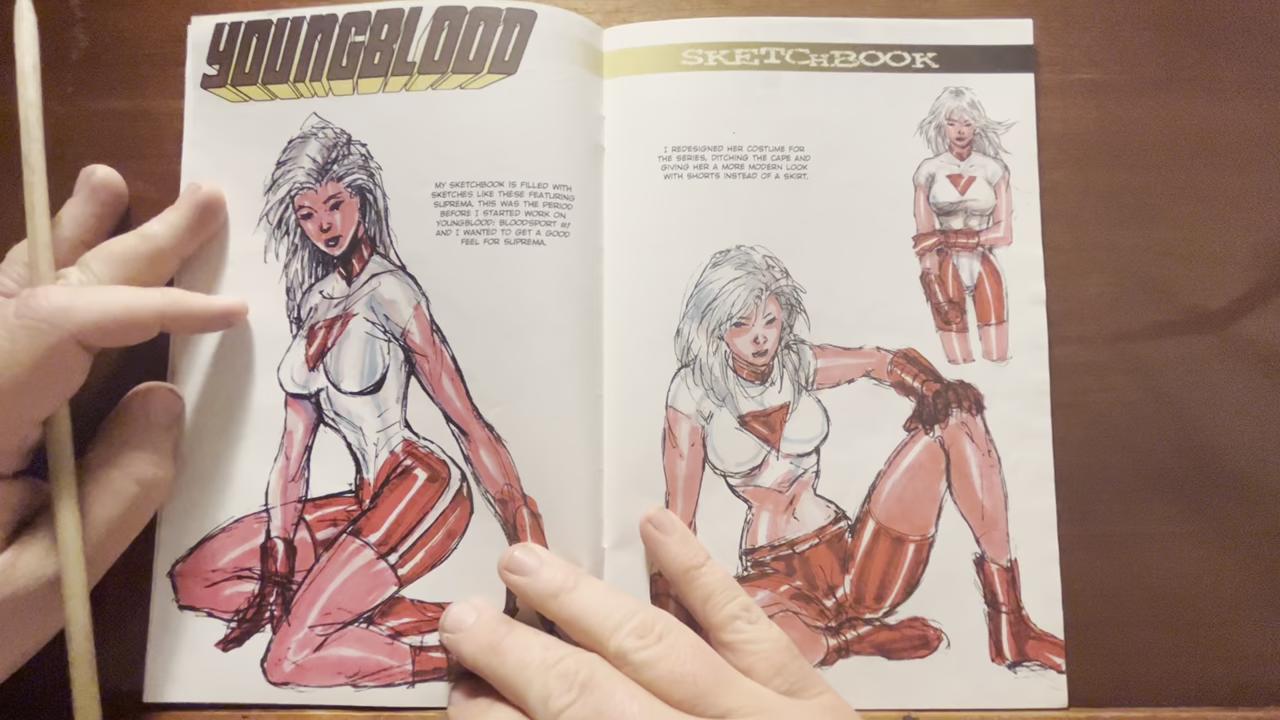 YOUNGBLOOD
SKETCHBOOK
MY SKETCHBOOK IS FILLED WITH
SKETCHES LIKE THESE FEATURING
SUPREMA. THIS WAS THE PERIOD
BEFORE I STARTED WORK ON
YOUNGBLOOD: BLOODSPORT #1
AND I WANTED TO GET A GOOD
FEEL FOR SUPREMA.
I REDESIGNED HER COSTUME FOR
THE SERIES, DITCHING THE CAPE AND
GIVING HER A MORE MODERN LOOK
WITH SHORTS INSTEAD OF A SKIRT.